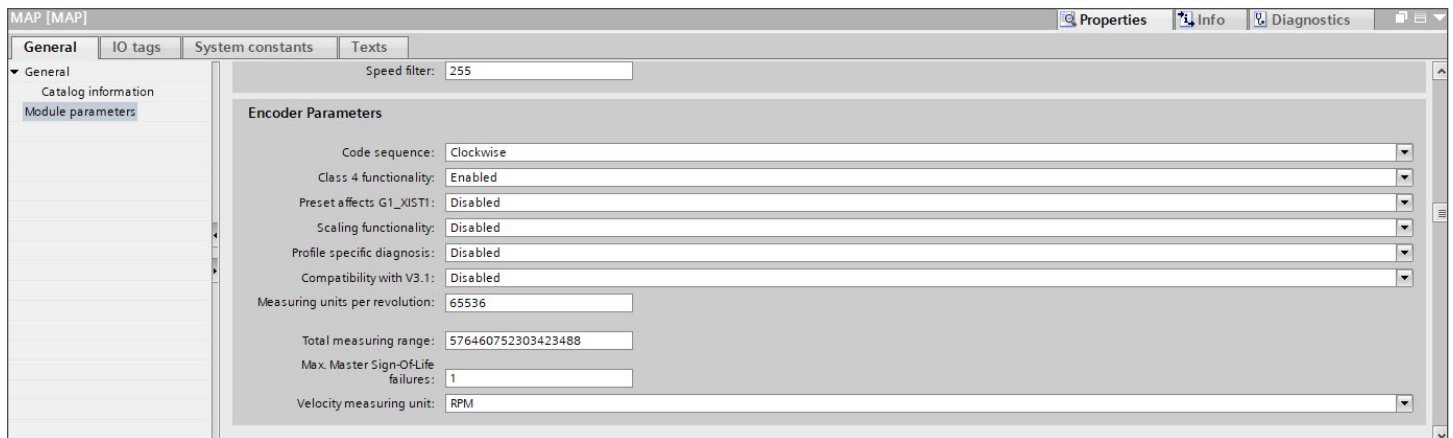 MAP [MAP]
Properties Info Diagnostics
General IO tags System constants Texts
General
Catalog information
Module parameters
Speed filter: 255
Encoder Parameters
Code sequence: Clockwise
Class 4 functionality: Enabled
Preset affects G1_XIST1: Disabled
Scaling functionality: Disabled
Profile specific diagnosis: Disabled
Compatibility with V3.1: Disabled
Measuring units per revolution: 65536
Total measuring range: 576460752303423488
Max. Master Sign-Of-Life
failures: 1
Velocity measuring unit: RPM